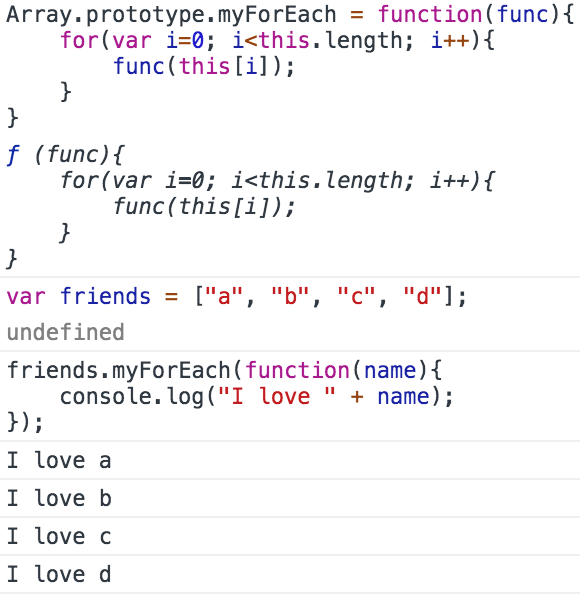 Array.prototype.myForEach = function(func){
    for(var i=0; i<this.length; i++){
        func(this[i]);
    }
}
ƒ (func){
    for(var i=0; i<this.length; i++){
        func(this[i]);
    }
}
var friends = ["a", "b", "c", "d"];
undefined
friends.myForEach(function(name){
    console.log("I love " + name);
});
I love a
I love b
I love c
I love d